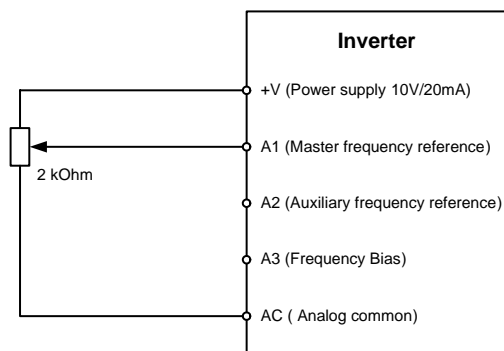 Inverter
+V (Power supply 10V/20mA)
A1 (Master frequency reference)
2 kOhm
A2 (Auxiliary frequency reference)
A3 (Frequency Bias)
AC ( Analog common)